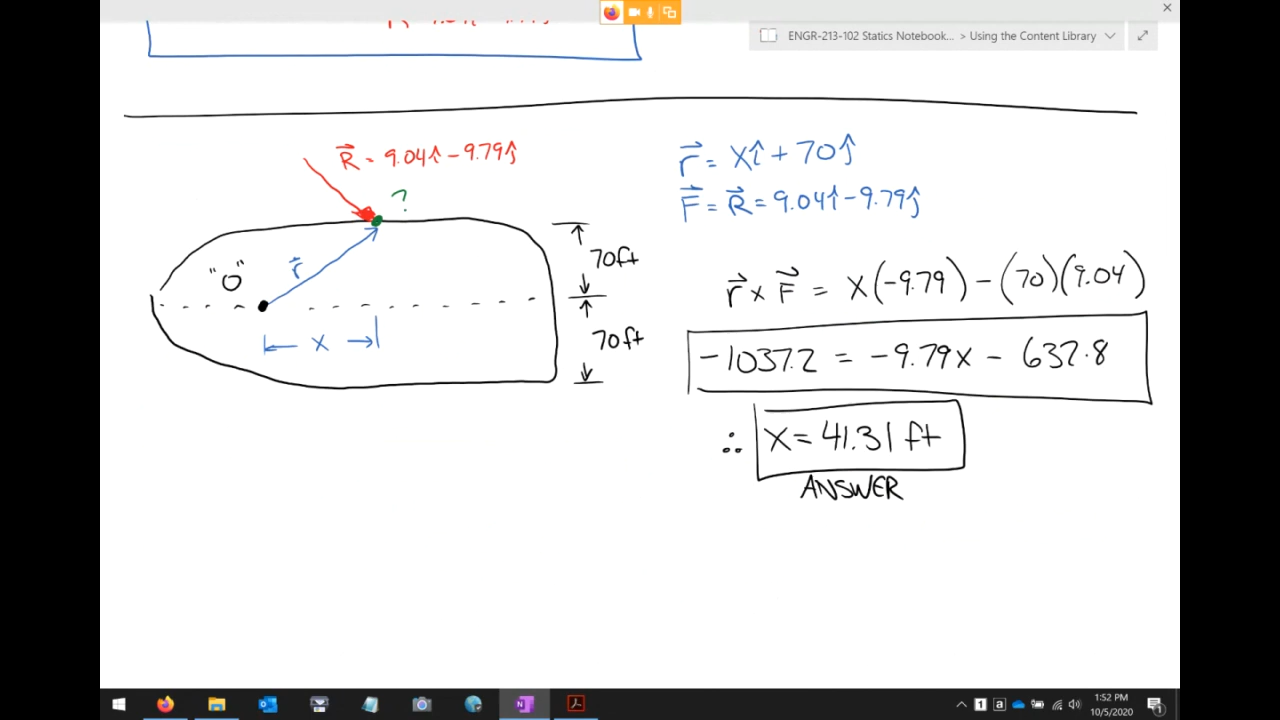 ENGR-213-102 Statics Notebook... > Using the Content Library
R⃗ = 9.04î - 9.79ĵ
?
"O"
r⃗
x
70ft
70ft
r⃗ = xî + 70ĵ
F⃗ = R⃗ = 9.04î - 9.79ĵ
r⃗ x F⃗ = x(-9.79) - (70)(9.04)
-1037.2 = -9.79x - 632.8
∴ x = 41.31 ft
ANSWER
1:52 PM
10/5/2020